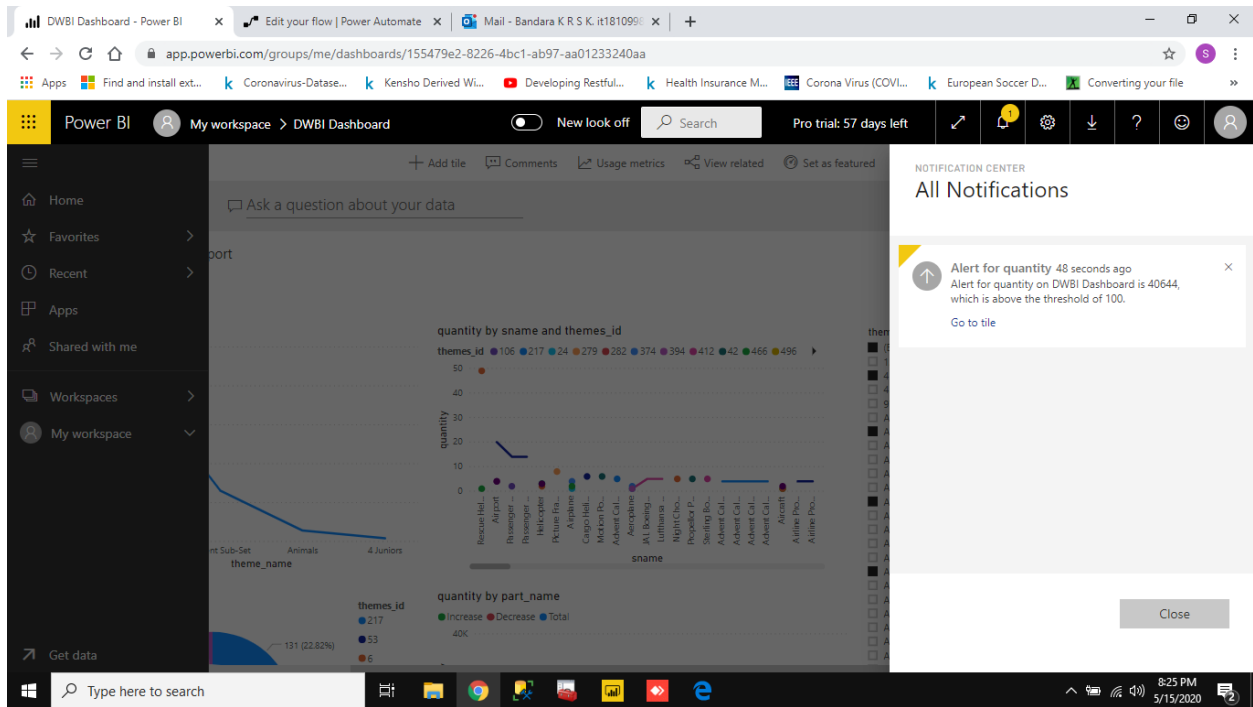 DWBI Dashboard - Power BI
Edit your flow | Power Automate
Mail - Bandara K R S K. it1810998
app.powerbi.com/groups/me/dashboards/155479e2-8226-4bc1-ab97-aa01233240aa
S
Apps
Find and install ext...
Coronavirus-Datase...
Kensho Derived Wi...
Developing Restful...
Health Insurance M...
IEEE Corona Virus (COVI...
European Soccer D...
Converting your file
Power BI
My workspace > DWBI Dashboard
New look off
Search
Pro trial: 57 days left
1
Add tile
Comments
Usage metrics
View related
Set as featured
NOTIFICATION CENTER
All Notifications
Home
Favorites
Recent
Apps
Shared with me
Workspaces
My workspace
Get data
Ask a question about your data
port
Alert for quantity 48 seconds ago
Alert for quantity on DWBI Dashboard is 40644,
which is above the threshold of 100.
Go to tile
Close
quantity by sname and themes_id
themes_id 106 217 24 279 282 374 394 412 42 466 496
50
40
30
20
10
0
quantity
Rescue Hel...
Airport
Passenger ...
Passenger ...
Helicopter
Picture Fra...
Airplane
Cargo Heli...
Motion Po...
Advent Cal...
Aeroplane
JAL Boeing...
Lufthansa ...
Night Cho...
Propellor P...
Sterling Bo...
Advent Cal...
Advent Cal...
Advent Cal...
Advent Cal...
Aircraft
Airline Pro...
Airline Pro...
sname
them
nt Sub-Set
Animals
4 Juniors
theme_name
themes_id
217
53
6
131 (22.82%)
quantity by part_name
Increase Decrease Total
40K
Type here to search
8:25 PM
5/15/2020
2